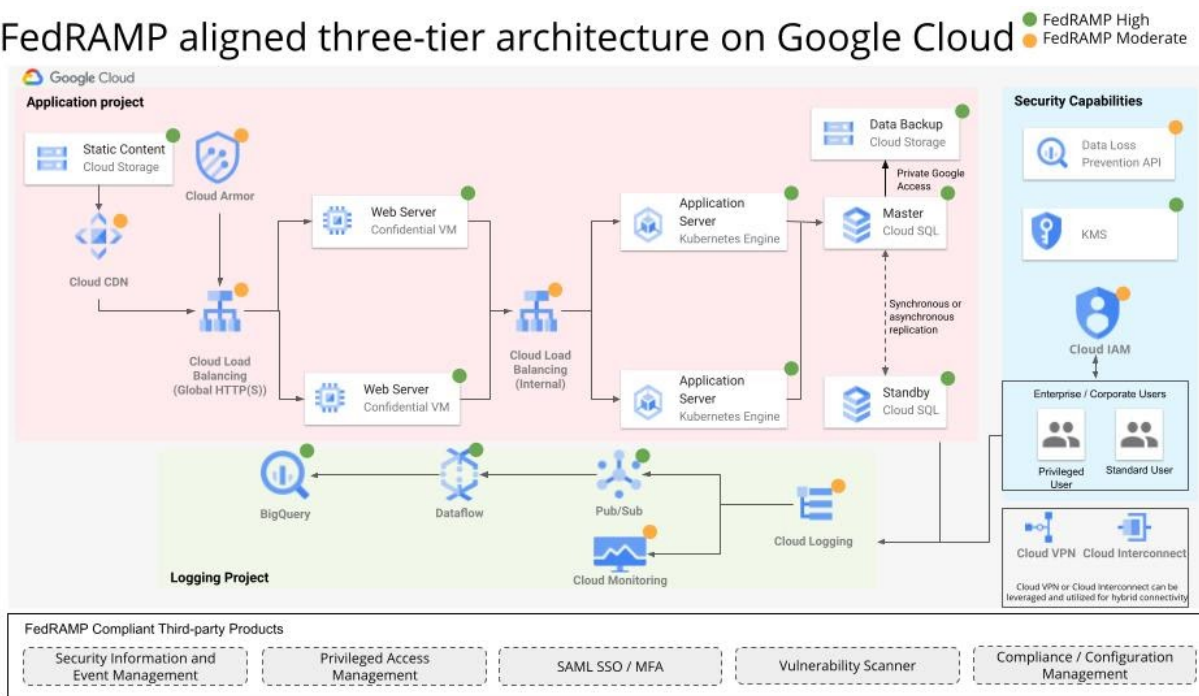 FedRAMP aligned three-tier architecture on Google Cloud
FedRAMP High
FedRAMP Moderate
Google Cloud
Application project
Static Content
Cloud Storage
Cloud Armor
Cloud CDN
Cloud Load
Balancing
(Global HTTP(S))
Web Server
Confidential VM
Web Server
Confidential VM
Cloud Load
Balancing
(Internal)
Application
Server
Kubernetes Engine
Application
Server
Kubernetes Engine
Data Backup
Cloud Storage
Private Google
Access
Master
Cloud SQL
Synchronous or
asynchronous
replication
Standby
Cloud SQL
Security Capabilities
Data Loss
Prevention API
KMS
Cloud IAM
Enterprise / Corporate Users
Privileged
User
Standard User
Cloud VPN
Cloud Interconnect
Cloud VPN or Cloud Interconnect can be
leveraged and utilized for hybrid connectivity
BigQuery
Dataflow
Pub/Sub
Cloud Logging
Cloud Monitoring
Logging Project
FedRAMP Compliant Third-party Products
Security Information and
Event Management
Privileged Access
Management
SAML SSO / MFA
Vulnerability Scanner
Compliance / Configuration
Management